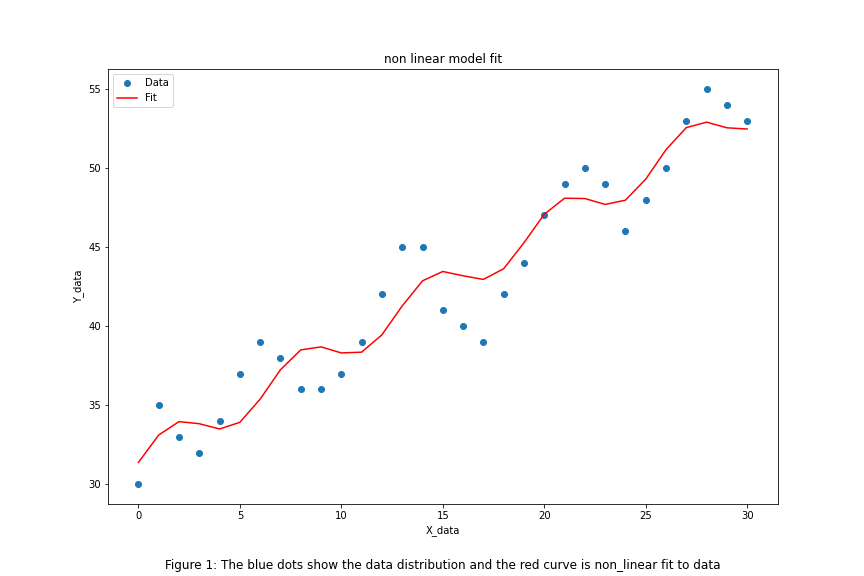 non linear model fit
Data
Fit
55
50
45
40
35
30
Y_data
0 5 10 15 20 25 30
X_data
Figure 1: The blue dots show the data distribution and the red curve is non_linear fit to data